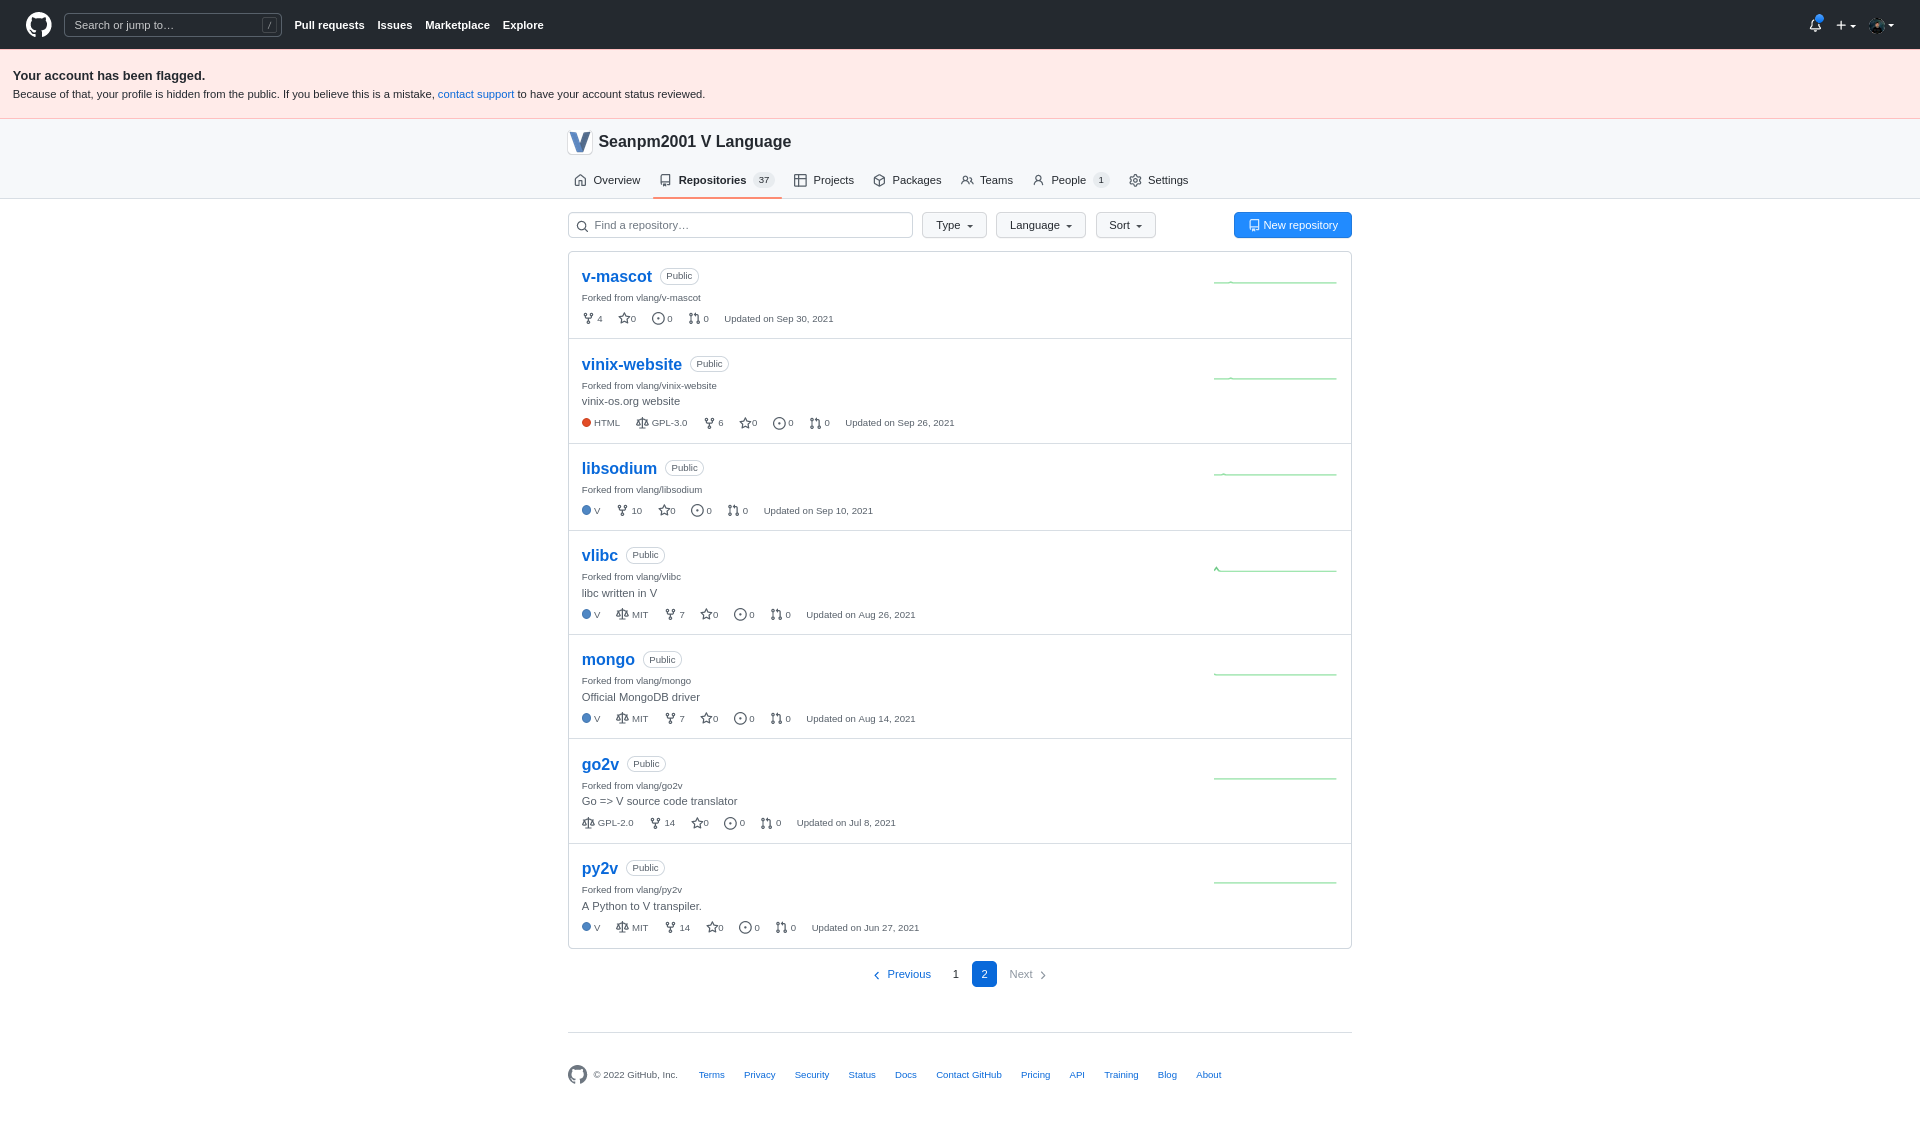 Search or jump to… / Pull requests Issues Marketplace Explore
Your account has been flagged.
Because of that, your profile is hidden from the public. If you believe this is a mistake, contact support to have your account status reviewed.
Seanpm2001 V Language
Overview Repositories 37 Projects Packages Teams People 1 Settings
Find a repository… Type Language Sort New repository
v-mascot Public
Forked from vlang/v-mascot
4 0 0 0 Updated on Sep 30, 2021
vinix-website Public
Forked from vlang/vinix-website
vinix-os.org website
HTML GPL-3.0 6 0 0 0 Updated on Sep 26, 2021
libsodium Public
Forked from vlang/libsodium
V 10 0 0 0 Updated on Sep 10, 2021
vlibc Public
Forked from vlang/vlibc
libc written in V
V MIT 7 0 0 0 Updated on Aug 26, 2021
mongo Public
Forked from vlang/mongo
Official MongoDB driver
V MIT 7 0 0 0 Updated on Aug 14, 2021
go2v Public
Forked from vlang/go2v
Go => V source code translator
GPL-2.0 14 0 0 0 Updated on Jul 8, 2021
py2v Public
Forked from vlang/py2v
A Python to V transpiler.
V MIT 14 0 0 0 Updated on Jun 27, 2021
Previous 1 2 Next
© 2022 GitHub, Inc. Terms Privacy Security Status Docs Contact GitHub Pricing API Training Blog About